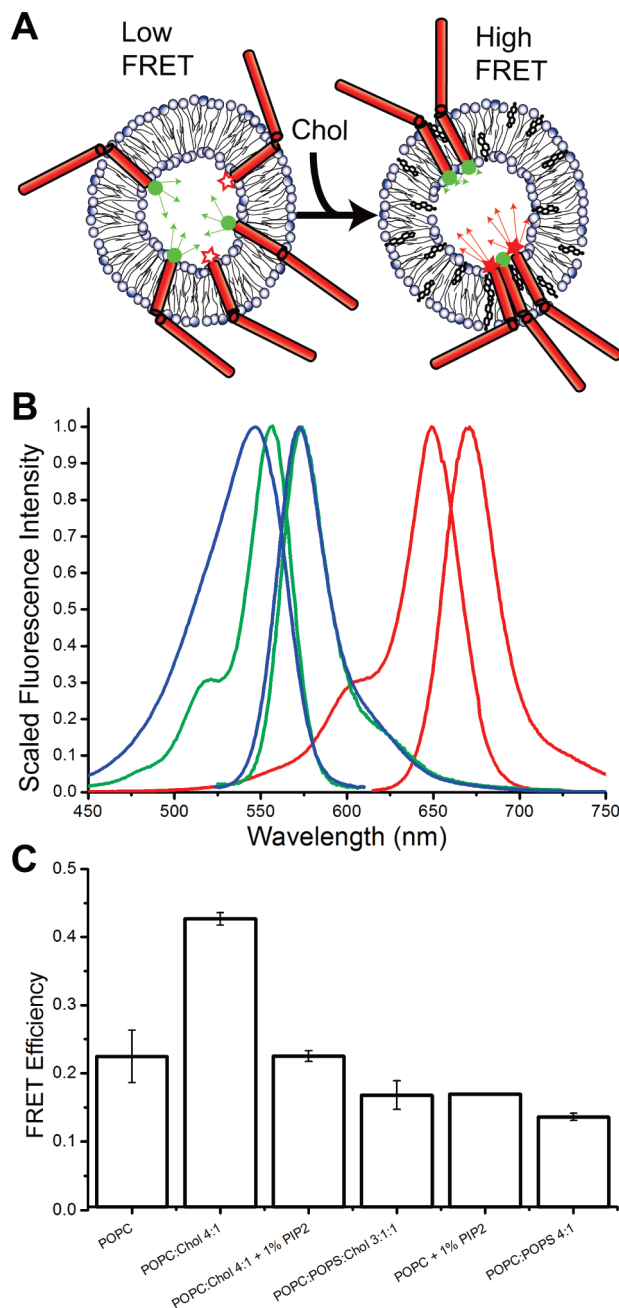 A
Low
FRET
High
FRET
Chol
B
Scaled Fluorescence Intensity
1.0
0.9
0.8
0.7
0.6
0.5
0.4
0.3
0.2
0.1
0.0
450 500 550 600 650 700 750
Wavelength (nm)
C
FRET Efficiency
0.5
0.4
0.3
0.2
0.1
0.0
POPC
POPC:Chol 4:1
POPC:Chol 4:1 + 1% PIP2
POPC:POPS:Chol 3:1:1
POPC + 1% PIP2
POPC:POPS 4:1